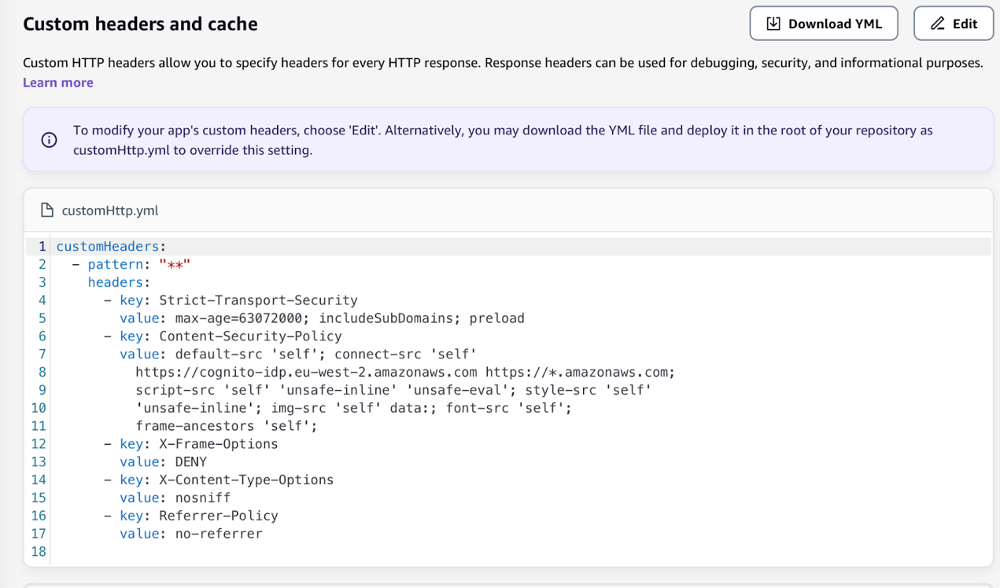 Custom headers and cache
Download YML
Edit
Custom HTTP headers allow you to specify headers for every HTTP response. Response headers can be used for debugging, security, and informational purposes.
Learn more
To modify your app's custom headers, choose 'Edit'. Alternatively, you may download the YML file and deploy it in the root of your repository as
customHttp.yml to override this setting.
customHttp.yml
1 customHeaders:
2   - pattern: "**"
3     headers:
4       - key: Strict-Transport-Security
5         value: max-age=63072000; includeSubDomains; preload
6       - key: Content-Security-Policy
7         value: default-src 'self'; connect-src 'self'
8           https://cognito-idp.eu-west-2.amazonaws.com https://*.amazonaws.com;
9           script-src 'self' 'unsafe-inline' 'unsafe-eval'; style-src 'self'
10           'unsafe-inline'; img-src 'self' data:; font-src 'self';
11           frame-ancestors 'self';
12       - key: X-Frame-Options
13         value: DENY
14       - key: X-Content-Type-Options
15         value: nosniff
16       - key: Referrer-Policy
17         value: no-referrer
18